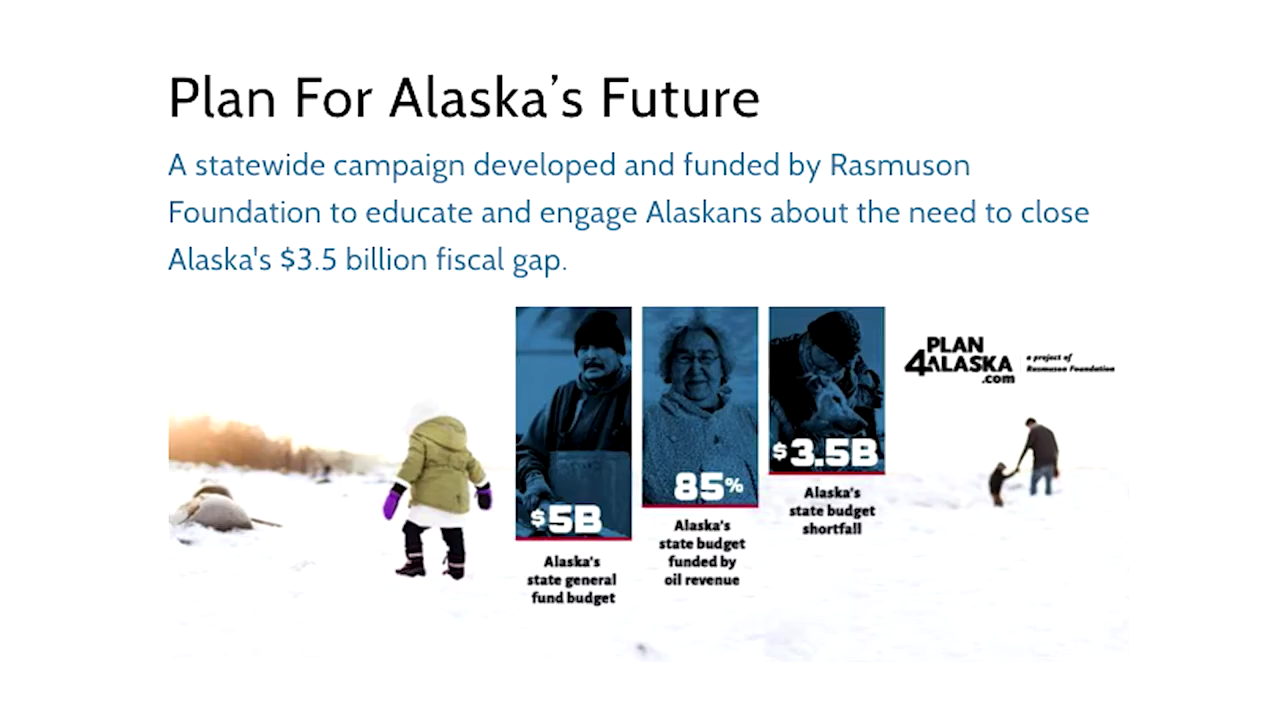 Plan For Alaska’s Future
A statewide campaign developed and funded by Rasmuson
Foundation to educate and engage Alaskans about the need to close
Alaska's $3.5 billion fiscal gap.
$5B
Alaska's
state general
fund budget
85%
Alaska's
state budget
funded by
oil revenue
$3.5B
Alaska's
state budget
shortfall
PLAN
4ALASKA
.com
a project of
Rasmuson Foundation